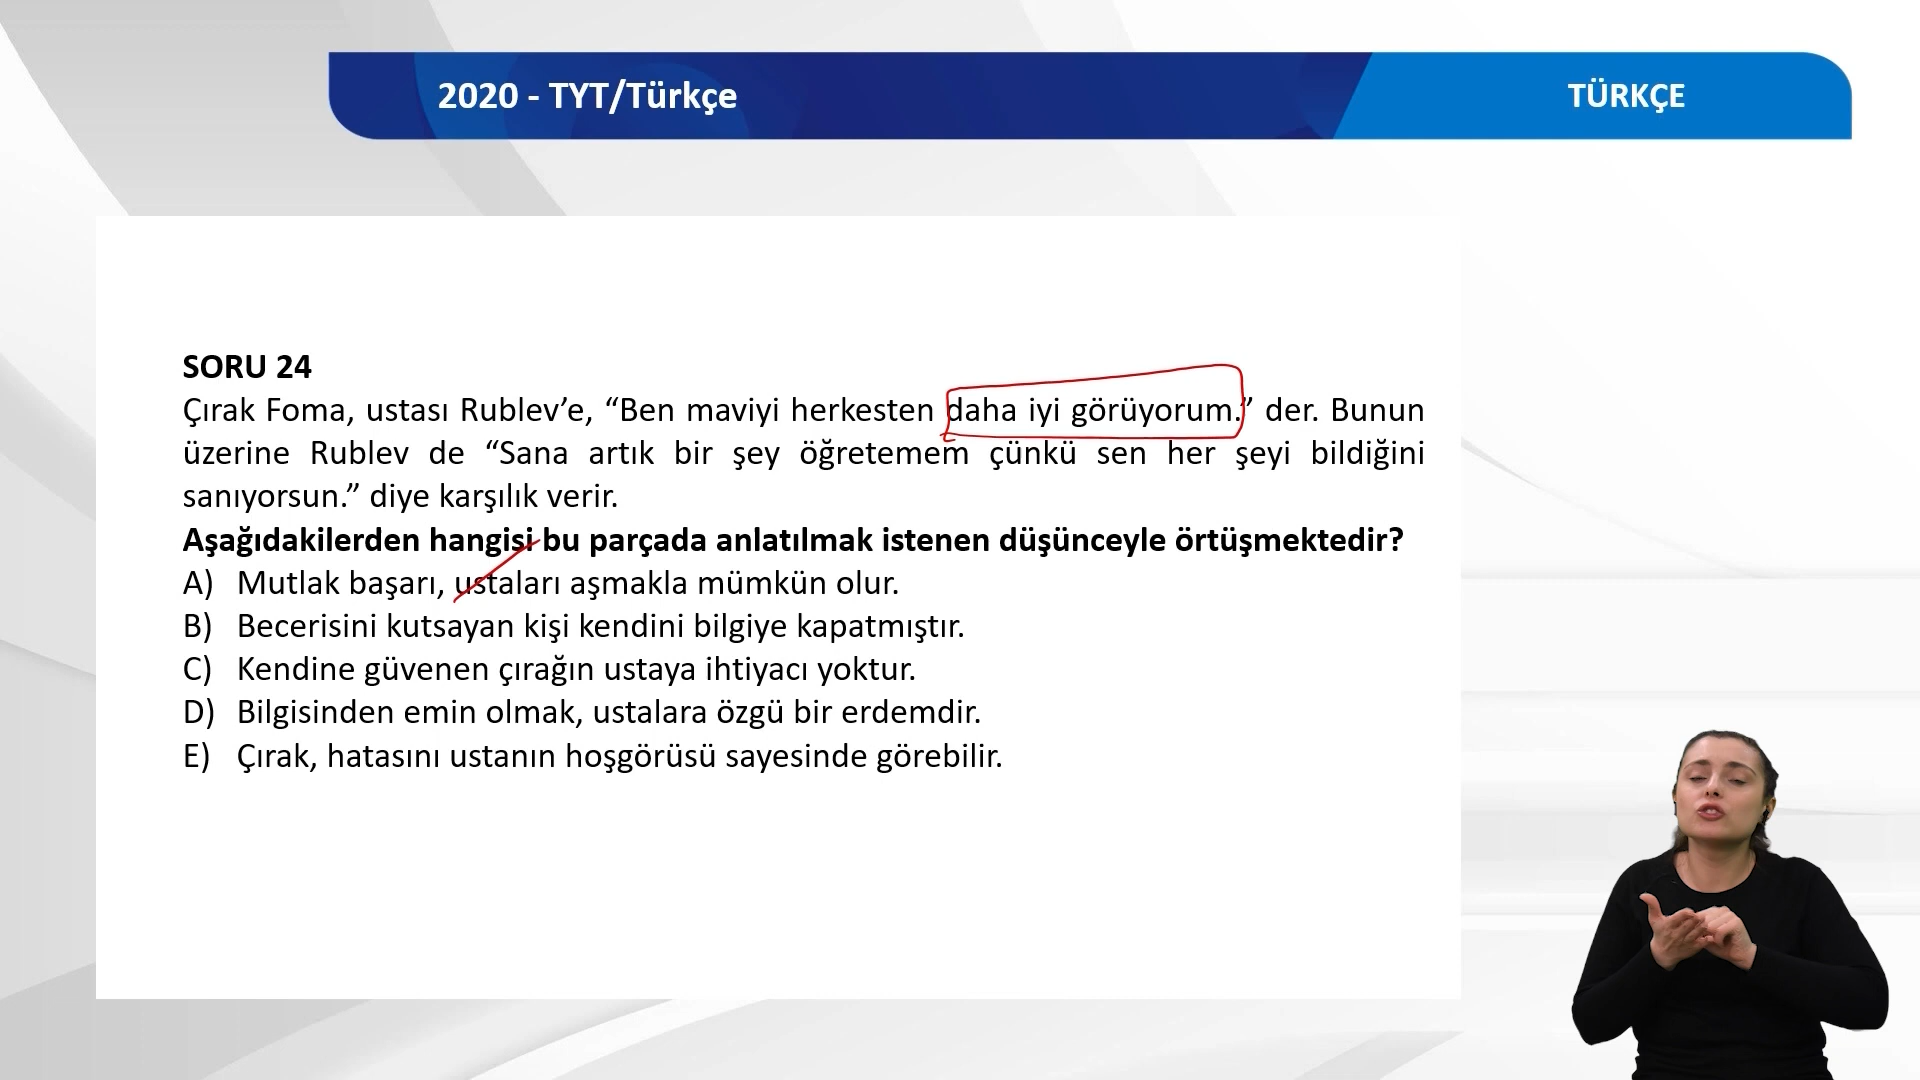 2020 - TYT/Türkçe
TÜRKÇE
SORU 24
Çırak Foma, ustası Rublev’e, “Ben maviyi herkesten daha iyi görüyorum.” der. Bunun
üzerine Rublev de “Sana artık bir şey öğretemem çünkü sen her şeyi bildiğini
sanıyorsun.” diye karşılık verir.
Aşağıdakilerden hangisi bu parçada anlatılmak istenen düşünceyle örtüşmektedir?
A) Mutlak başarı, ustaları aşmakla mümkün olur.
B) Becerisini kutsayan kişi kendini bilgiye kapatmıştır.
C) Kendine güvenen çırağın ustaya ihtiyacı yoktur.
D) Bilgisinden emin olmak, ustalara özgü bir erdemdir.
E) Çırak, hatasını ustanın hoşgörüsü sayesinde görebilir.